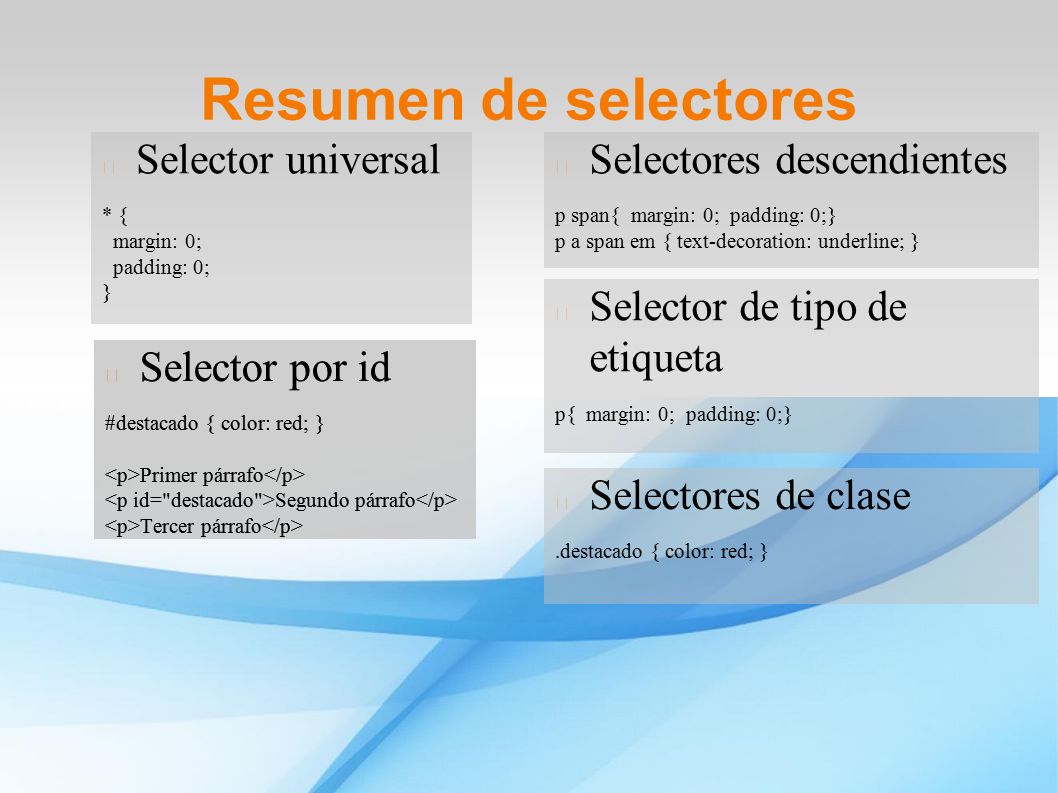 Resumen de selectores
Selector universal
* {
margin: 0;
padding: 0;
}
Selector por id
#destacado { color: red; }
<p>Primer párrafo</p>
<p id="destacado">Segundo párrafo</p>
<p>Tercer párrafo</p>
Selectores descendientes
p span{ margin: 0; padding: 0;}
p a span em { text-decoration: underline; }
Selector de tipo de
etiqueta
p{ margin: 0; padding: 0;}
Selectores de clase
.destacado { color: red; }